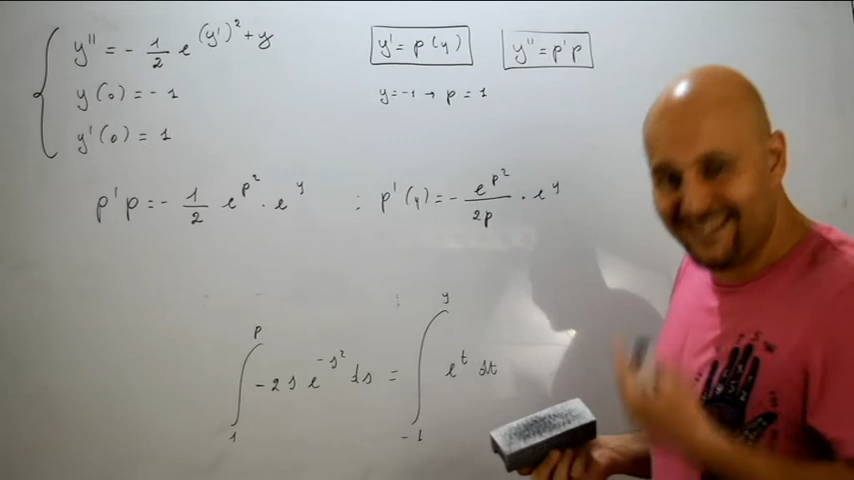 y'' = - 1/2 e^((y')^2 + y)
y(0) = -1
y'(0) = 1
y' = p(y)
y'' = p'p
y=-1 → p = 1
p'p = - 1/2 e^(p^2) · e^y : p'(y) = - e^(p^2)/2p · e^y
∫_1^p -2s e^(-s^2) ds = ∫_-1^y e^t dt